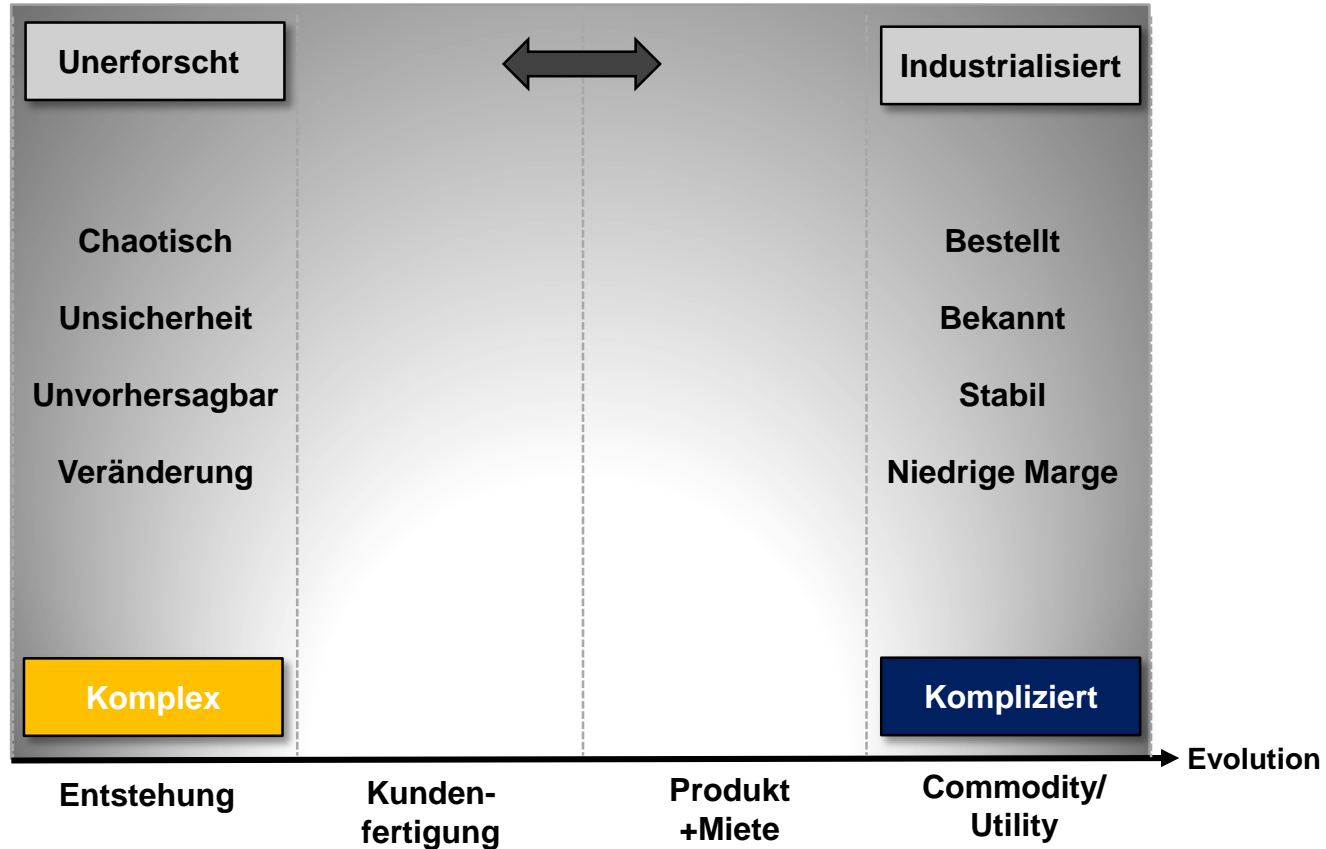 Unerforscht
Industrialisiert
Chaotisch
Bestellt
Unsicherheit
Bekannt
Unvorhersagbar
Stabil
Veränderung
Niedrige Marge
Komplex
Kompliziert
Evolution
Entstehung
Kunden-
fertigung
Produkt
+Miete
Commodity/
Utility